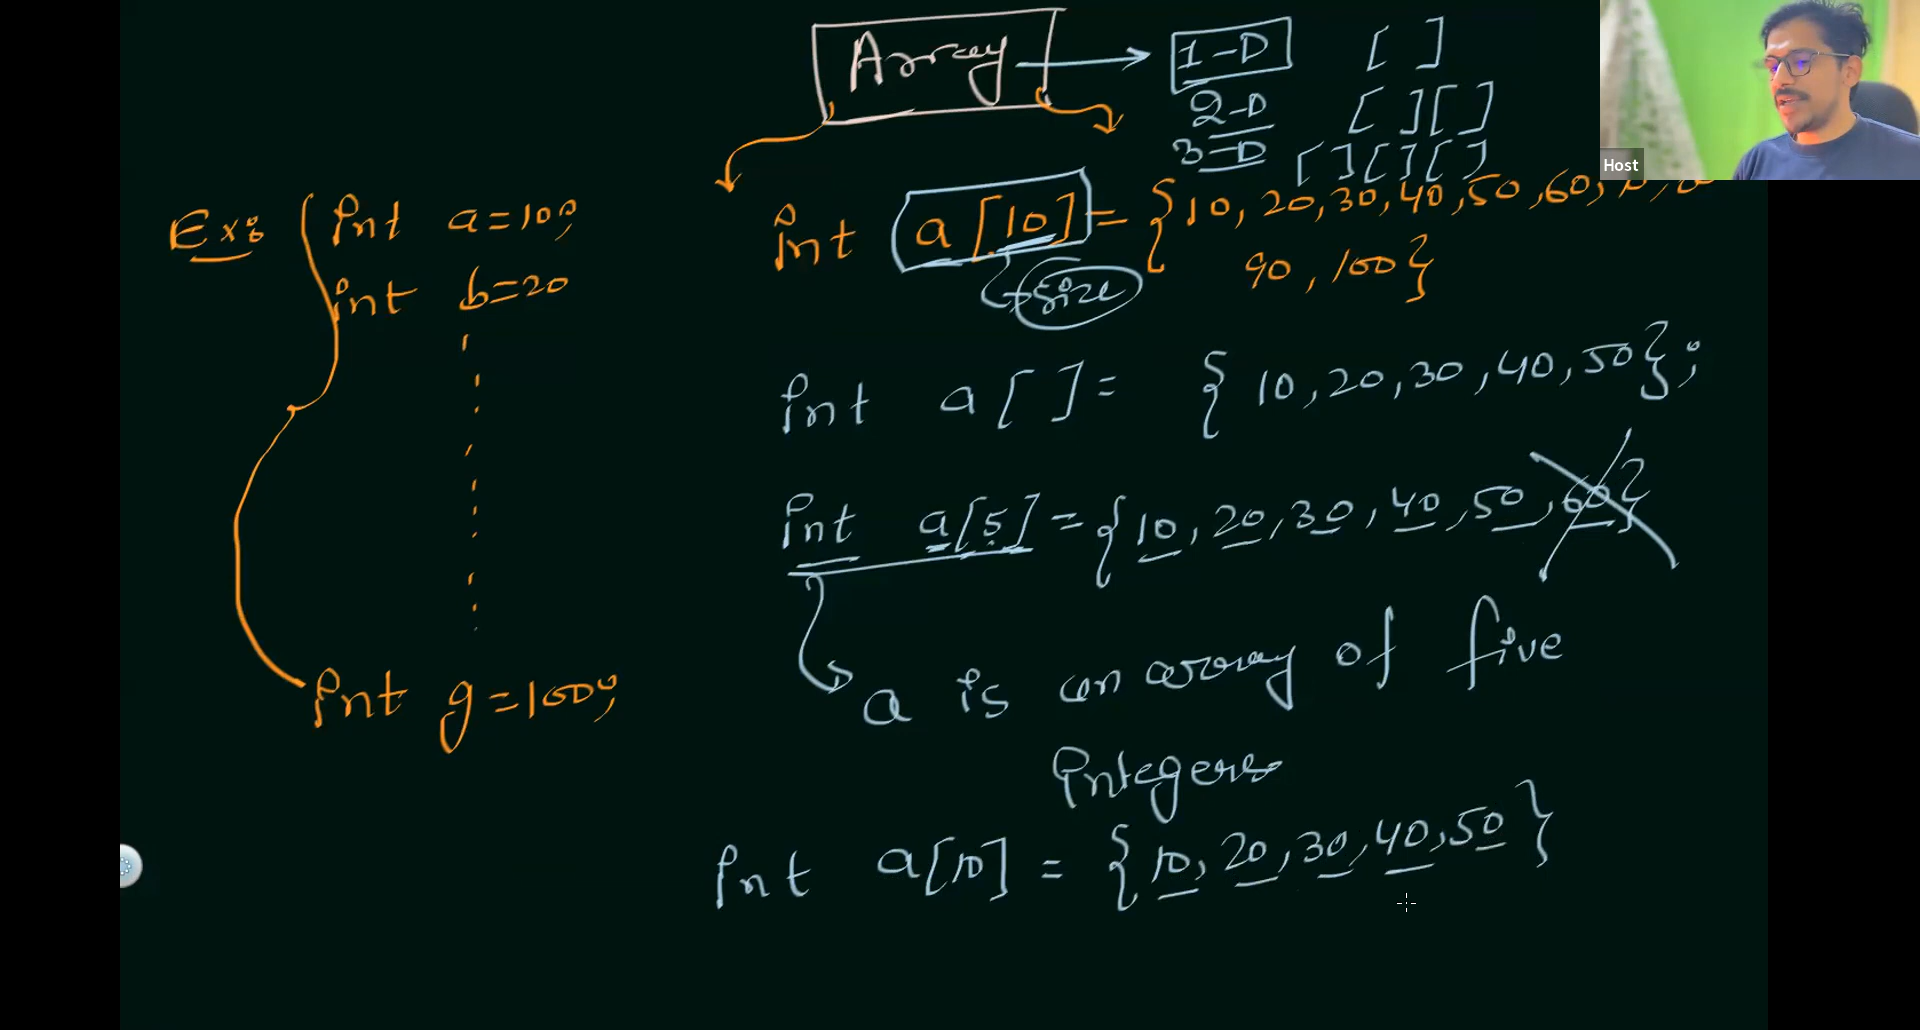 Array → 1-D [ ]
2-D [ ][ ]
3-D [ ][ ][ ]
Host
Ex: int a=10;
int b=20
int g=100;
int a[10] = {10, 20, 30, 40, 50, 60,
90, 100}
size
int a[ ] = {10, 20, 30, 40, 50};
int a[5] = {10, 20, 30, 40, 50, 60}
a is an array of five
integers
int a[10] = {10, 20, 30, 40, 50}